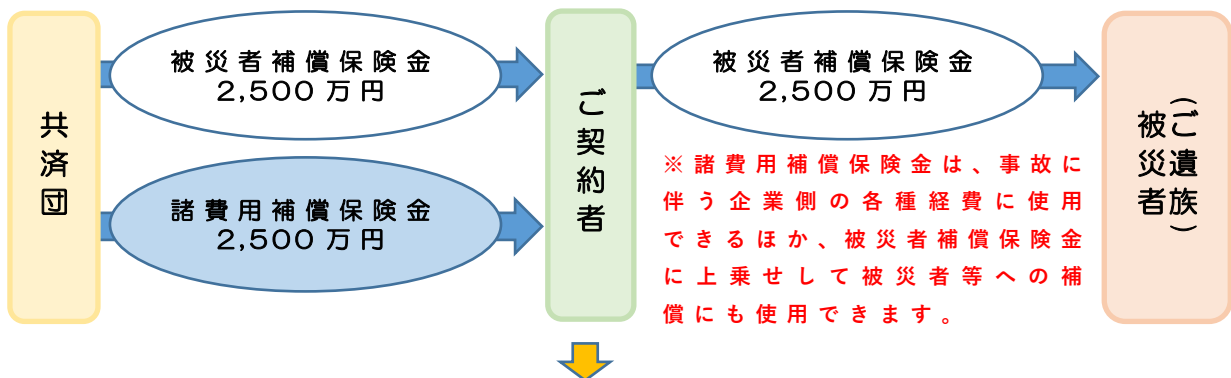 共済団
被災者補償保険金
2,500万円
諸費用補償保険金
2,500万円
ご契約者
被災者補償保険金
2,500万円
※諸費用補償保険金は、事故に
伴う企業側の各種経費に使用
できるほか、被災者補償保険金
に上乗せして被災者等への補
償にも使用できます。
(ご遺族)
被災者